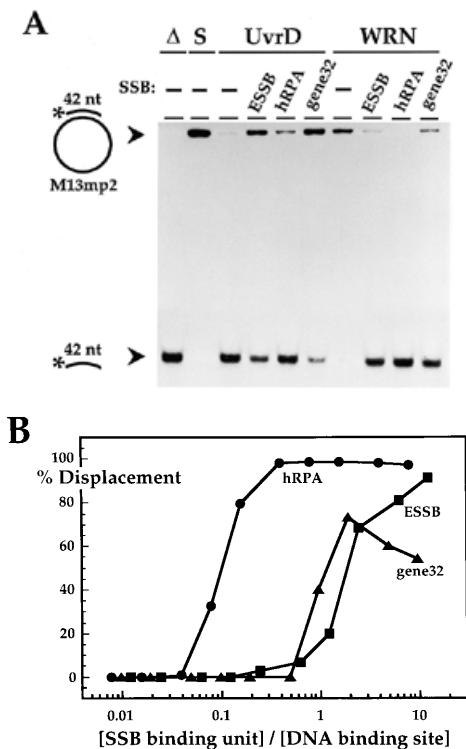 A
Δ S UvrD WRN
SSB: – – – ESSB hRPA gene32 – ESSB hRPA gene32
* 42 nt
M13mp2
* 42 nt
B
100
% Displacement
80
60
40
20
0
hRPA
ESSB
gene32
0.01 0.1 1 10
[SSB binding unit] / [DNA binding site]